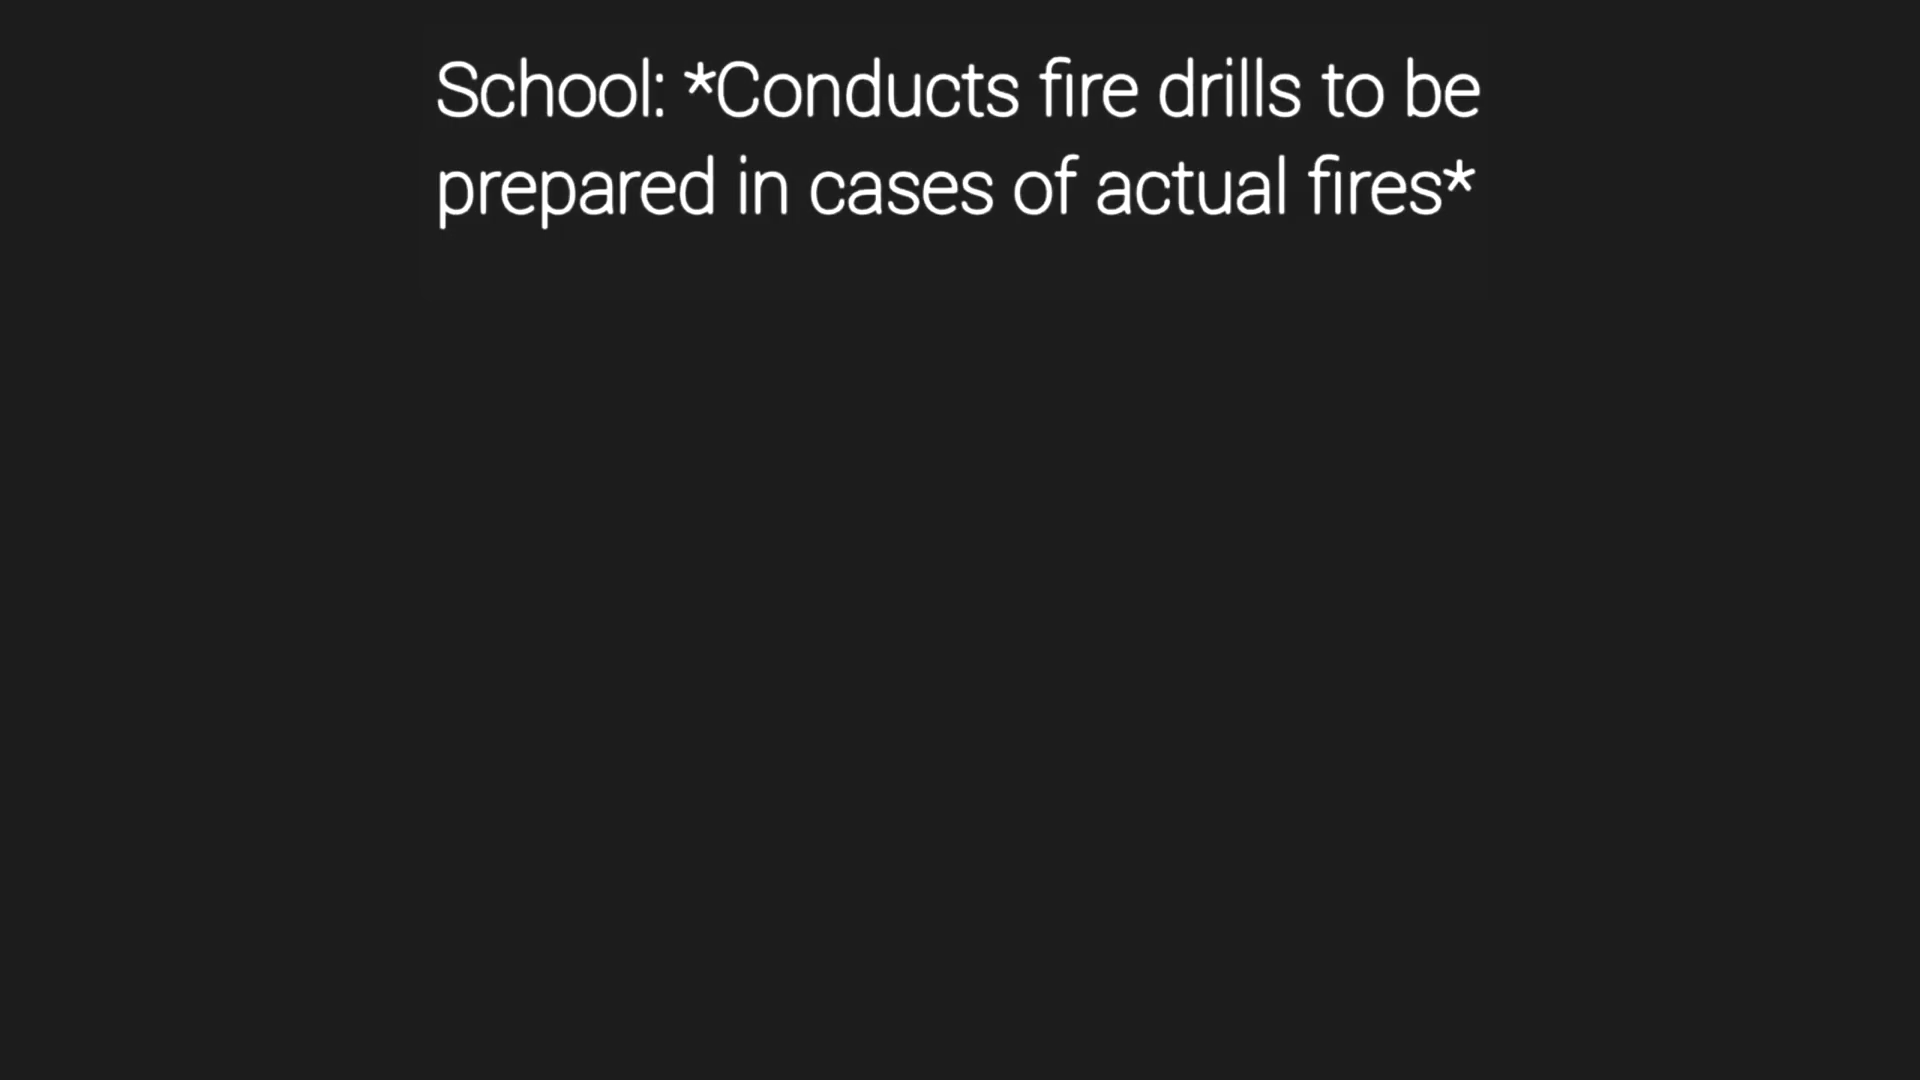 School: *Conducts fire drills to be
prepared in cases of actual fires*